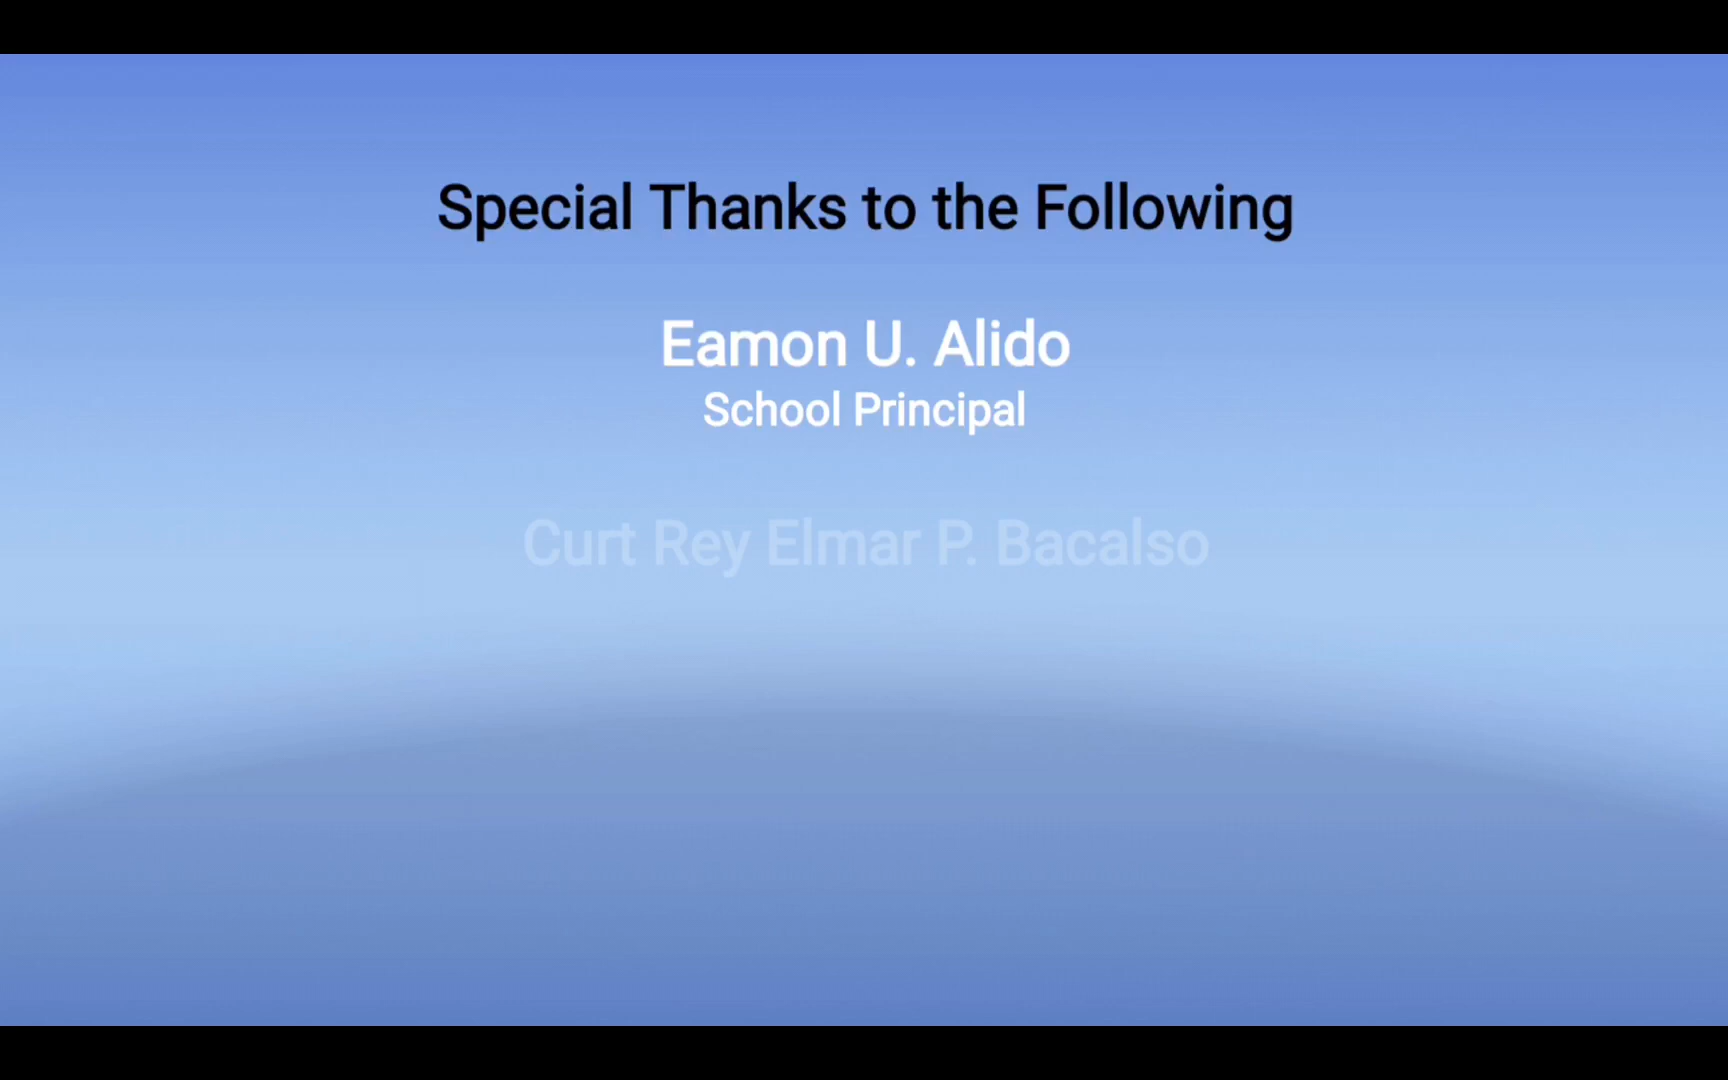 Special Thanks to the Following
Eamon U. Alido
School Principal
Curt Rey Elmar P. Bacalso